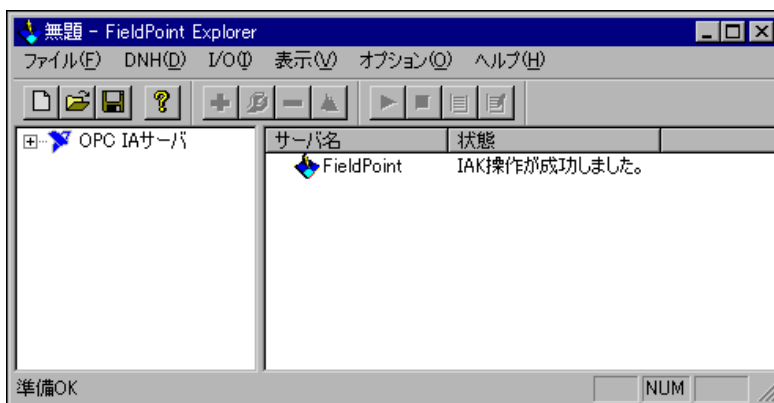 無題 - FieldPoint Explorer
ファイル(F) DNH(D) I/O(I) 表示(V) オプション(O) ヘルプ(H)
OPC IAサーバ
サーバ名 状態
FieldPoint IAK操作が成功しました。
準備OK NUM